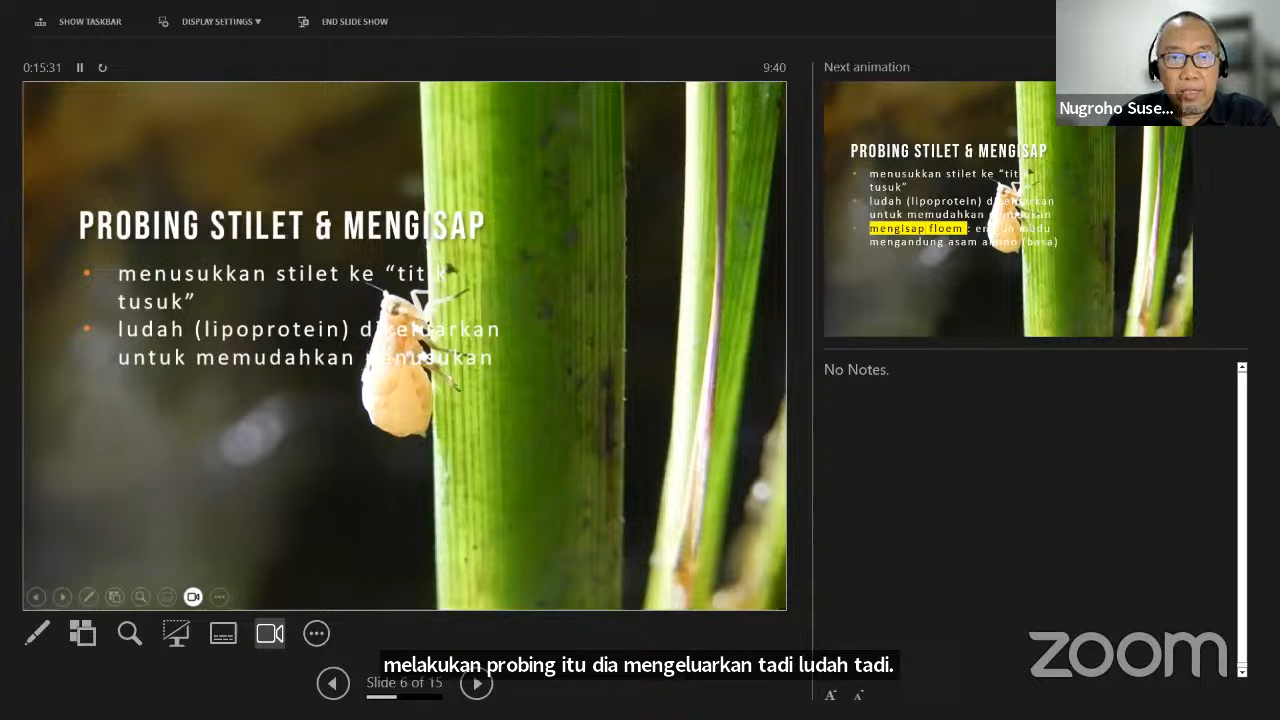 SHOW TASKBAR
DISPLAY SETTINGS ▼
END SLIDE SHOW
0:15:31
9:40
Next animation
Nugroho Suse...
PROBING STILET & MENGISAP
• menusukkan stilet ke “titik
tusuk”
• ludah (lipoprotein) dikeluarkan
untuk memudahkan penusukan
PROBING STILET & MENGISAP
• menusukkan stilet ke “titik
tusuk”
• ludah (lipoprotein) dikeluarkan
untuk memudahkan penusukan
• mengisap floem : embun madu
mengandung asam amino (basa)
No Notes.
melakukan probing itu dia mengeluarkan tadi ludah tadi.
Slide 6 of 15
A A
zoom